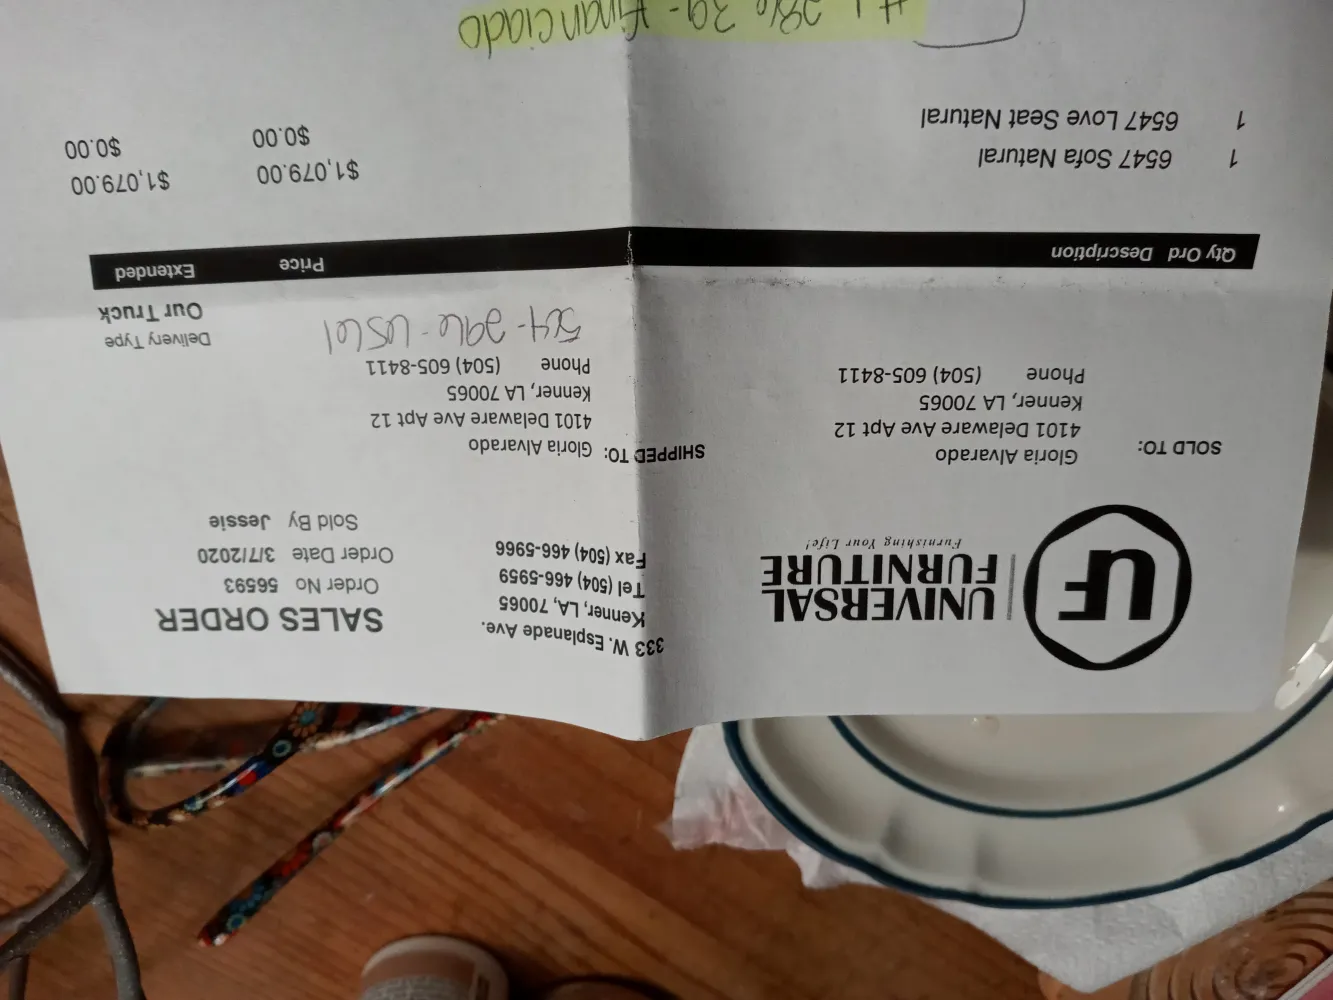 UF
UNIVERSAL
FURNITURE
Furnishing Your Life!
333 W. Esplanade Ave.
Kenner, LA, 70065
Tel (504) 466-5959
Fax (504) 466-5966
SALES ORDER
Order No 56593
Order Date 3/7/2020
Sold By Jessie
SOLD TO:
Gloria Alvarado
4101 Delaware Ave Apt 12
Kenner, LA 70065
Phone (504) 605-8411
SHIPPED TO:
Gloria Alvarado
4101 Delaware Ave Apt 12
Kenner, LA 70065
Phone (504) 605-8411
Delivery Type
Our Truck
Qty Ord Description Price Extended
1 6547 Sofa Natural $1,079.00 $1,079.00
1 6547 Love Seat Natural $0.00 $0.00
Financiado